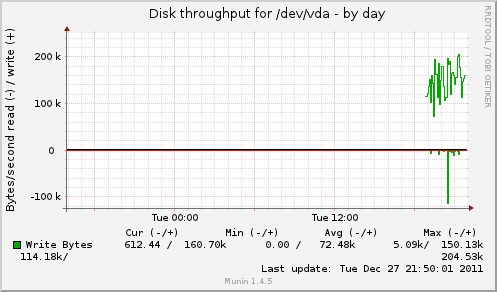 Disk throughput for /dev/vda - by day
RRDTOOL / TOBI OETIKER
Bytes/second read (-) / write (+)
200 k
100 k
0
-100 k
Tue 00:00 Tue 12:00
Cur (-/+) Min (-/+) Avg (-/+) Max (-/+)
Write Bytes 612.44 / 160.70k 0.00 / 72.48k 5.09k/ 150.13k
114.18k/ 204.53k
Last update: Tue Dec 27 21:50:01 2011
Munin 1.4.5